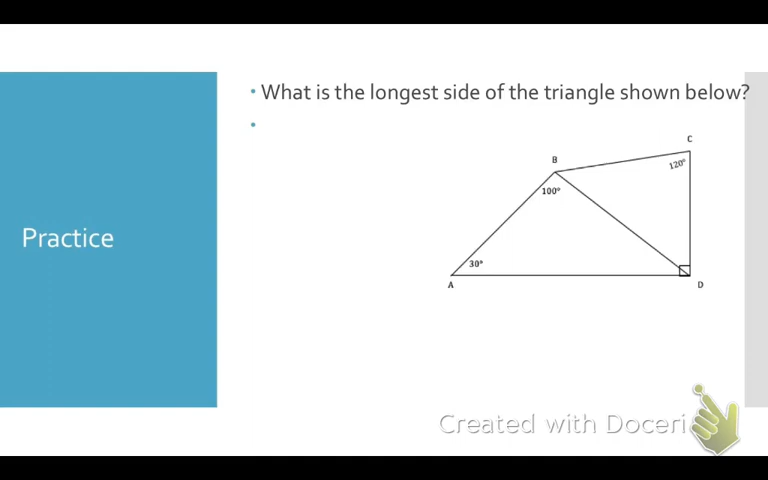 What is the longest side of the triangle shown below?
Practice
C
120°
B
100°
30°
A
D
Created with Doceri